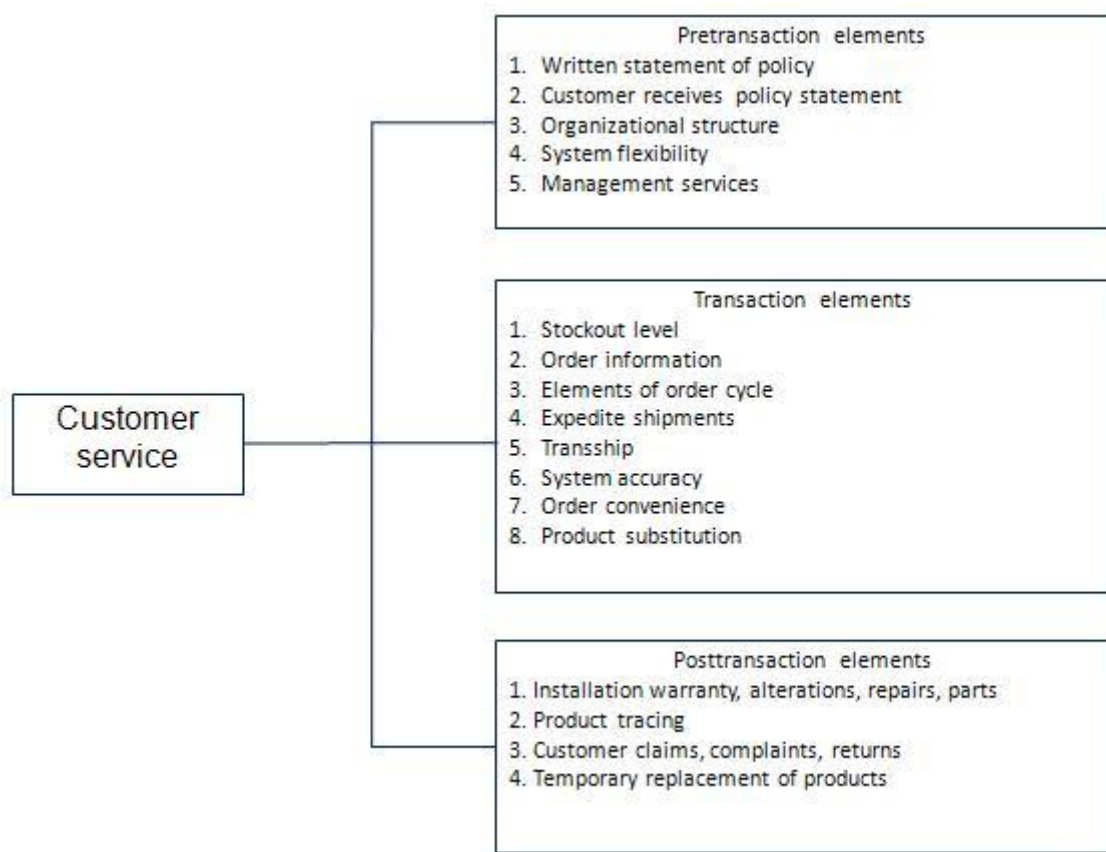 Customer
service
Pretransaction elements
1. Written statement of policy
2. Customer receives policy statement
3. Organizational structure
4. System flexibility
5. Management services
Transaction elements
1. Stockout level
2. Order information
3. Elements of order cycle
4. Expedite shipments
5. Transship
6. System accuracy
7. Order convenience
8. Product substitution
Posttransaction elements
1. Installation warranty, alterations, repairs, parts
2. Product tracing
3. Customer claims, complaints, returns
4. Temporary replacement of products